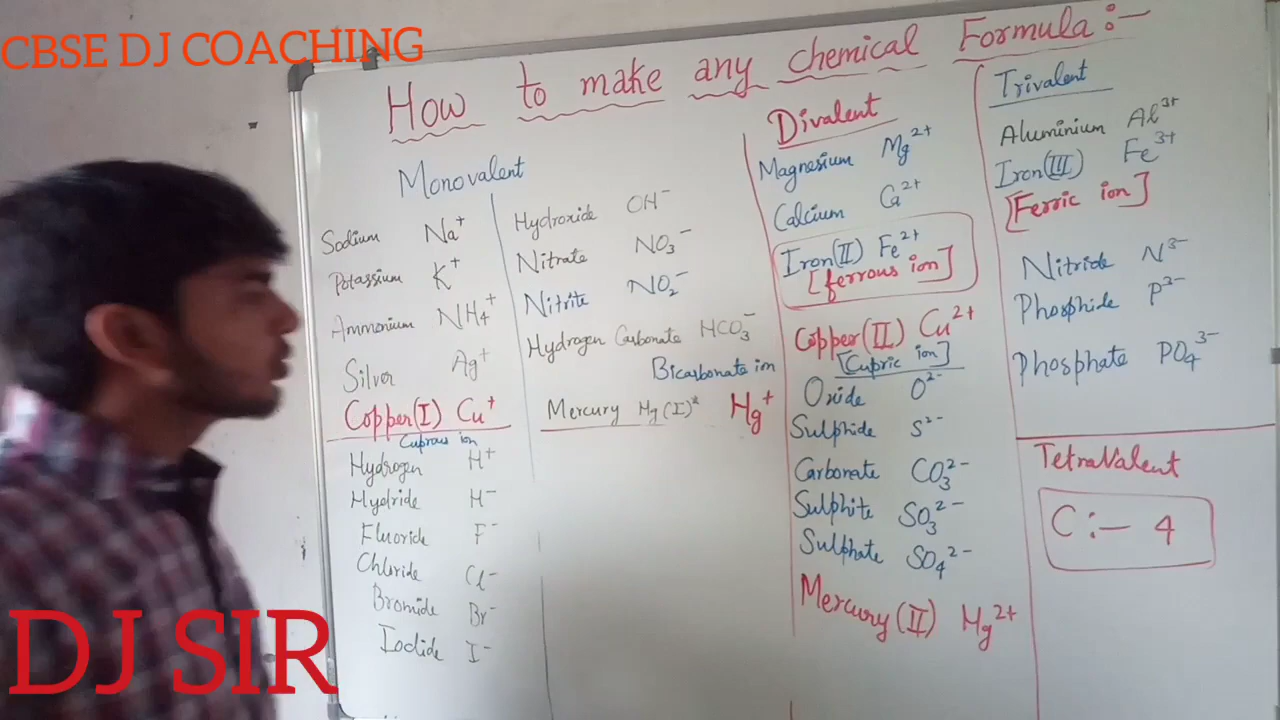 CBSE DJ COACHING
How to make any chemical Formula:-
Monovalent
Sodium Na⁺
Potassium K⁺
Ammonium NH₄⁺
Silver Ag⁺
Copper(I) Cu⁺
Cuprous ion
Hydrogen H⁺
Hydride H⁻
Fluoride F⁻
Chloride Cl⁻
Bromide Br⁻
Iodide I⁻
Hydroxide OH⁻
Nitrate NO₃⁻
Nitrite NO₂⁻
Hydrogen Carbonate HCO₃⁻
Bicarbonate ion
Mercury Hg(I)* Hg⁺
Divalent
Magnesium Mg²⁺
Calcium Ca²⁺
Iron(II) Fe²⁺
[ferrous ion]
Copper(II) Cu²⁺
[Cupric ion]
Oxide O²⁻
Sulphide S²⁻
Carbonate CO₃²⁻
Sulphite SO₃²⁻
Sulphate SO₄²⁻
Mercury(II) Hg²⁺
Trivalent
Aluminium Al³⁺
Iron(III) Fe³⁺
[Ferric ion]
Nitride N³⁻
Phosphide P³⁻
Phosphate PO₄³⁻
TetraValent
C:- 4
DJ SIR